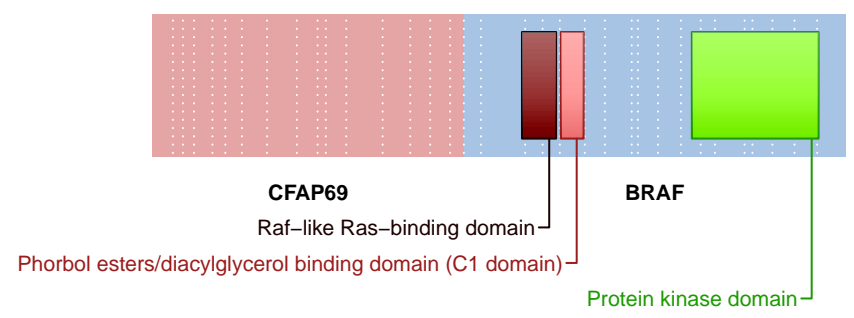 CFAP69 BRAF
Raf−like Ras−binding domain
Phorbol esters/diacylglycerol binding domain (C1 domain)
Protein kinase domain